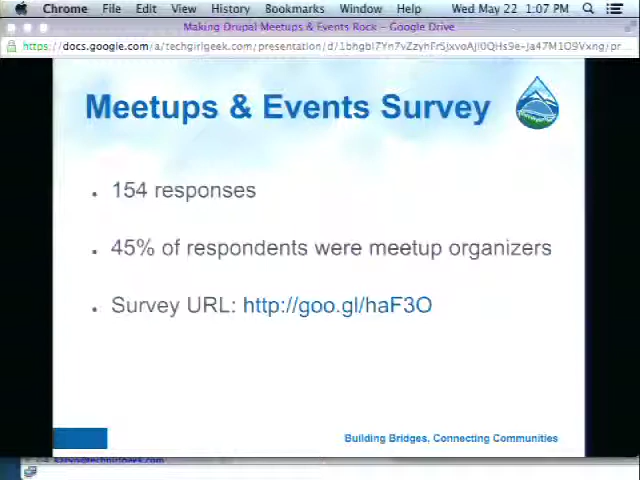 Chrome File Edit View History Bookmarks Window Help Wed May 22 1:07 PM
Making Drupal Meetups & Events Rock – Google Drive
Meetups & Events Survey
• 154 responses
• 45% of respondents were meetup organizers
• Survey URL: http://goo.gl/haF3O
Building Bridges, Connecting Communities